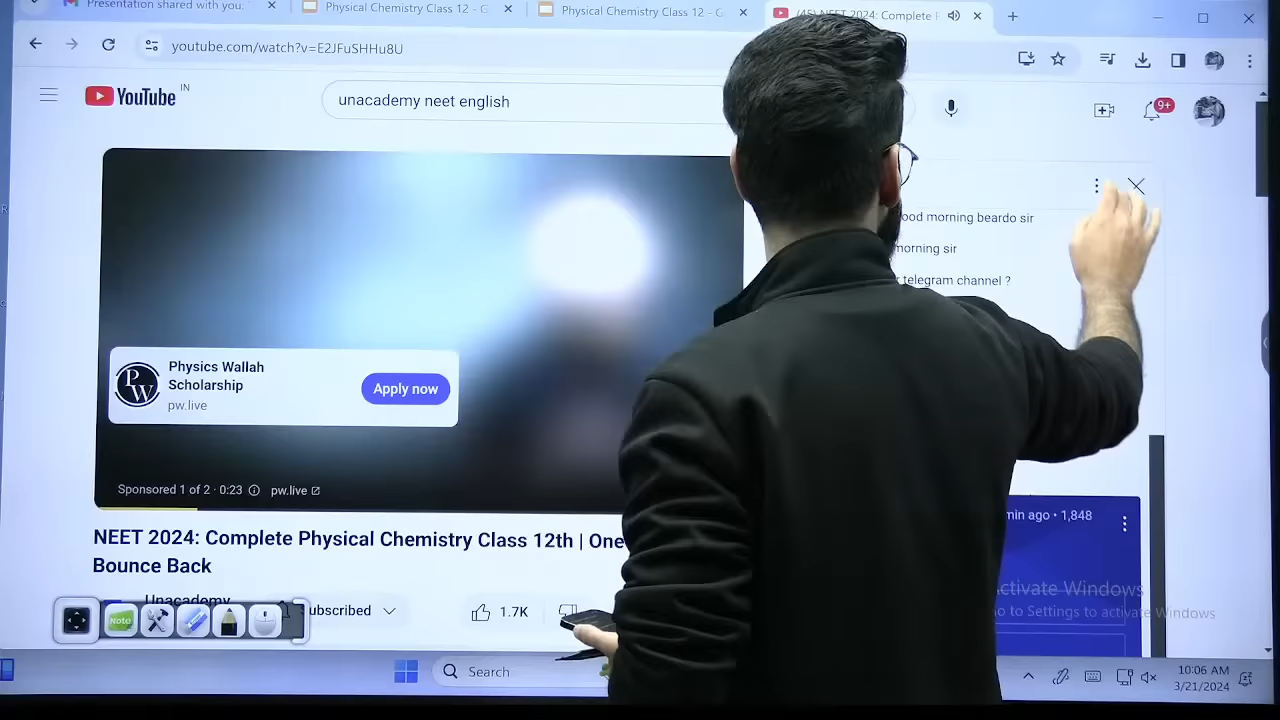 Presentation shared with you:
Physical Chemistry Class 12 - C
Physical Chemistry Class 12 - C
(45) NEET 2024: Complete F
youtube.com/watch?v=E2JFuSHHu8U
YouTube
IN
unacademy neet english
9+
ood morning beardo sir
morning sir
telegram channel ?
PW
Physics Wallah
Scholarship
pw.live
Apply now
Sponsored 1 of 2 · 0:23
pw.live
min ago • 1,848
NEET 2024: Complete Physical Chemistry Class 12th | One
Bounce Back
Unacademy
ubscribed
1.7K
NOTE
ctivate Windows
o to Settings to activate Windows
Search
10:06 AM
3/21/2024